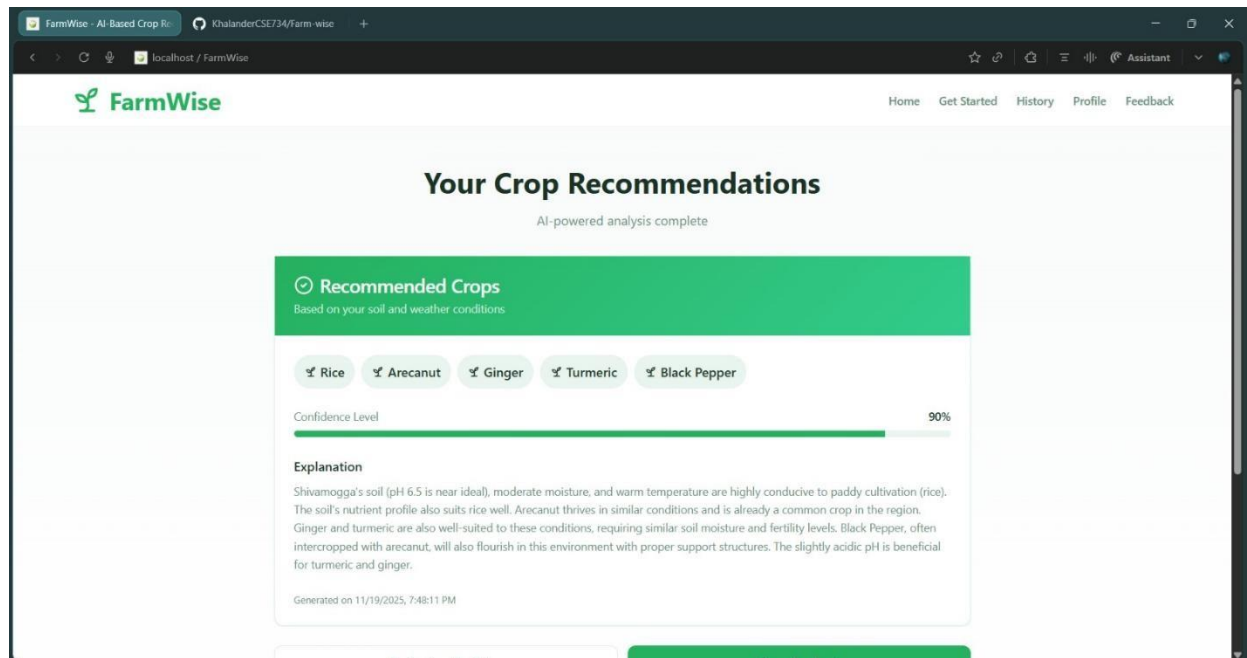 FarmWise - AI-Based Crop Re
KhalanderCSE734/Farm-wise
localhost / FarmWise
Assistant
FarmWise
Home Get Started History Profile Feedback
Your Crop Recommendations
AI-powered analysis complete
Recommended Crops
Based on your soil and weather conditions
Rice Arecanut Ginger Turmeric Black Pepper
Confidence Level 90%
Explanation
Shivamogga's soil (pH 6.5 is near ideal), moderate moisture, and warm temperature are highly conducive to paddy cultivation (rice).
The soil's nutrient profile also suits rice well. Arecanut thrives in similar conditions and is already a common crop in the region.
Ginger and turmeric are also well-suited to these conditions, requiring similar soil moisture and fertility levels. Black Pepper, often
intercropped with arecanut, will also flourish in this environment with proper support structures. The slightly acidic pH is beneficial
for turmeric and ginger.
Generated on 11/19/2025, 7:48:11 PM